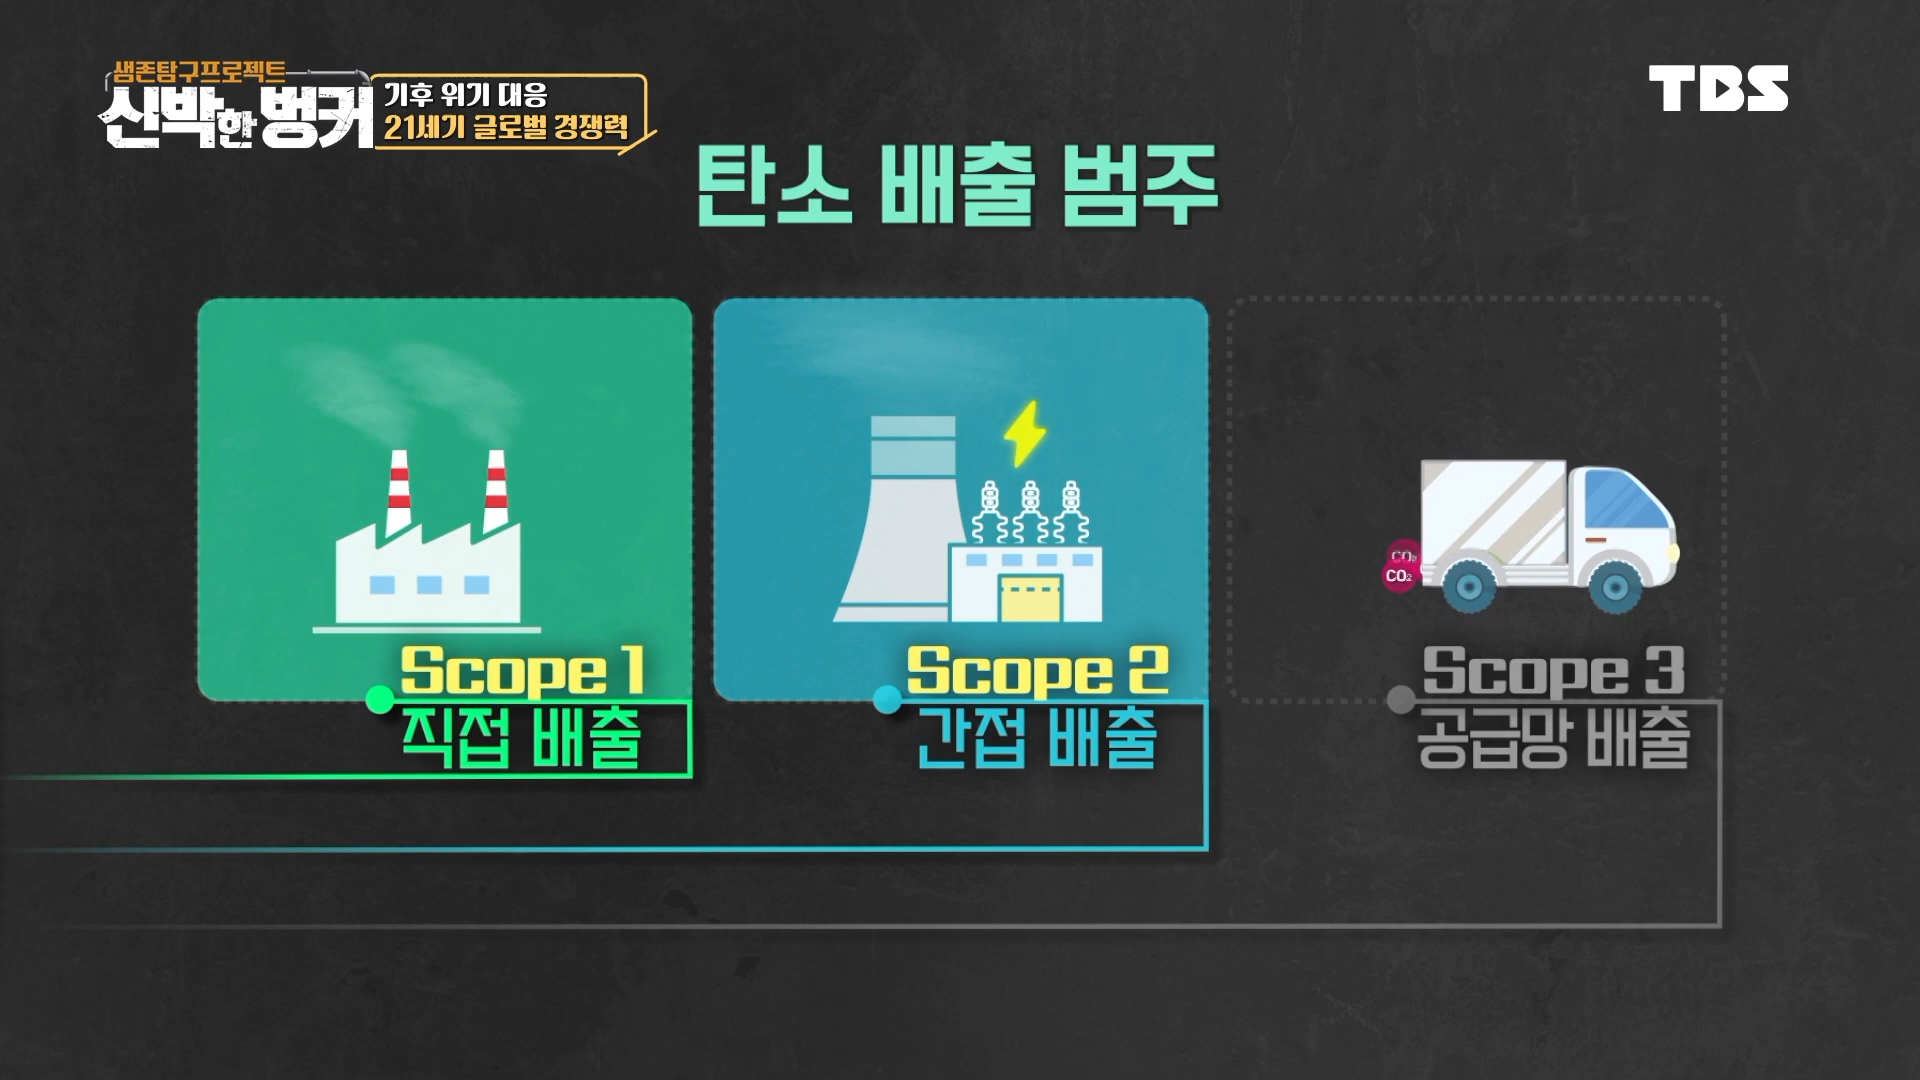 생존탐구프로젝트
신박한 벙커
기후 위기 대응
21세기 글로벌 경쟁력
TBS
탄소 배출 범주
CO₂
CO₂
Scope 1
직접 배출
Scope 2
간접 배출
Scope 3
공급망 배출